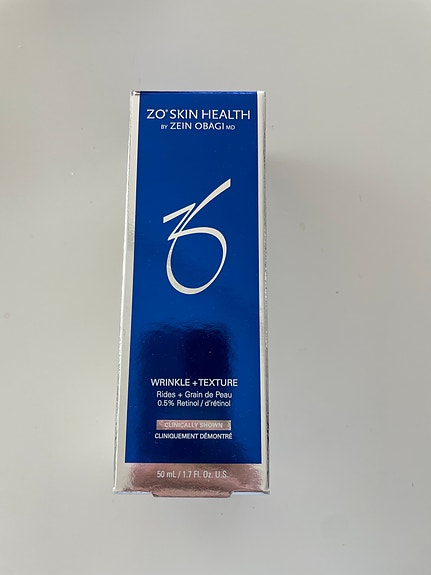 ZO® SKIN HEALTH
BY ZEIN OBAGI MD
ZO
WRINKLE + TEXTURE
Rides + Grain de Peau
0.5% Retinol / d'rétinol
CLINICALLY SHOWN
CLINIQUEMENT DÉMONTRÉ
50 mL / 1.7 Fl. Oz. U.S.